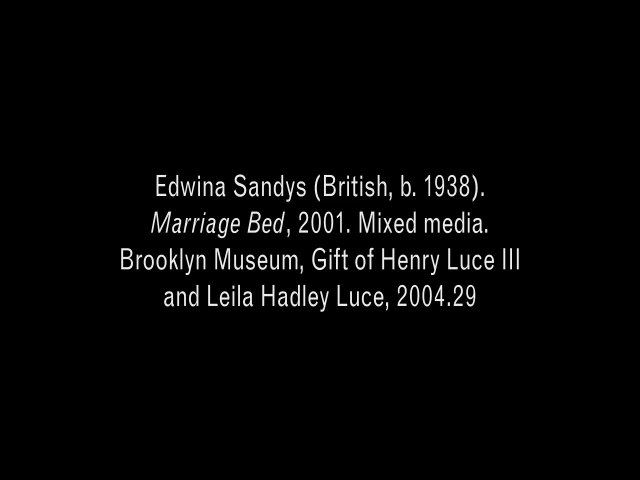 Edwina Sandys (British, b. 1938).
Marriage Bed, 2001. Mixed media.
Brooklyn Museum, Gift of Henry Luce III
and Leila Hadley Luce, 2004.29